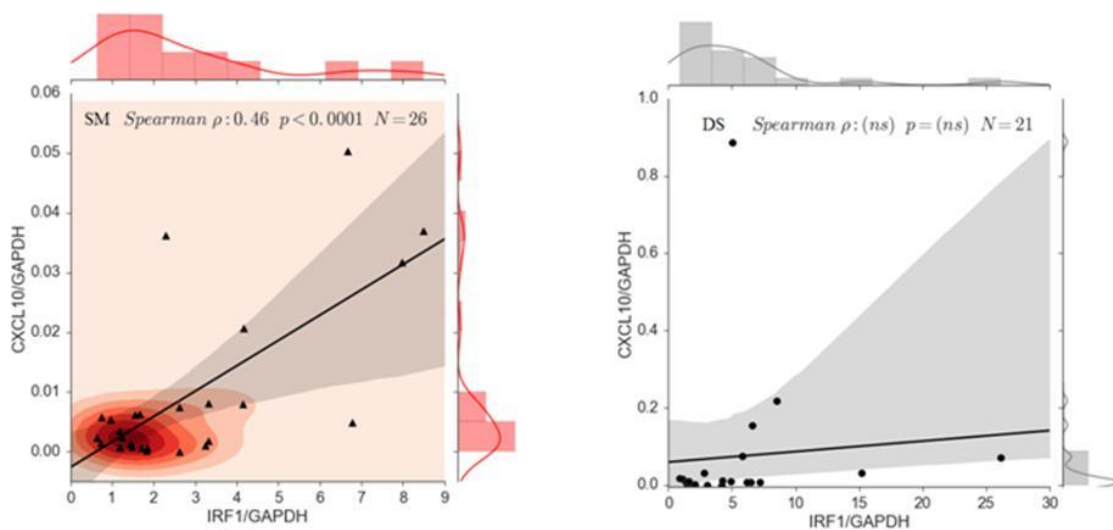 SM Spearman ρ: 0.46 p < 0.0001 N = 26
CXCL10/GAPDH
0.06
0.05
0.04
0.03
0.02
0.01
0.00
0 1 2 3 4 5 6 7 8 9
IRF1/GAPDH
DS Spearman ρ: (ns) p = (ns) N = 21
CXCL10/GAPDH
1.0
0.8
0.6
0.4
0.2
0.0
0 5 10 15 20 25 30
IRF1/GAPDH